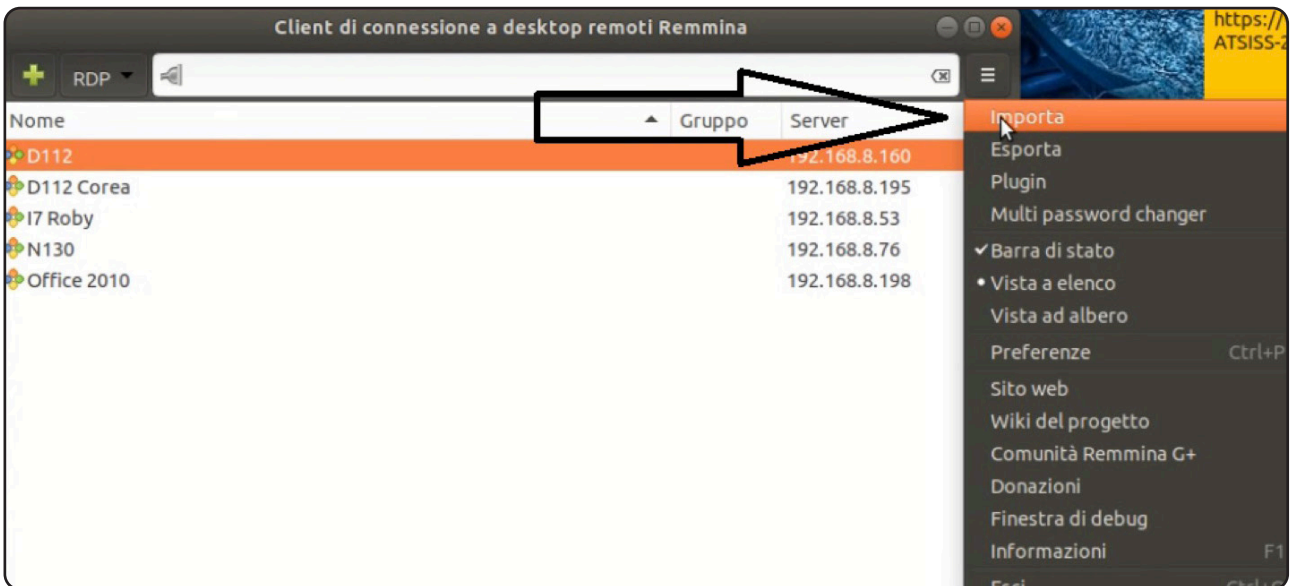 Client di connessione a desktop remoti Remmina
https://
ATSISS-2
RDP
Nome Gruppo Server
D112 192.168.8.160
D112 Corea 192.168.8.195
I7 Roby 192.168.8.53
N130 192.168.8.76
Office 2010 192.168.8.198
Importa
Esporta
Plugin
Multi password changer
Barra di stato
Vista a elenco
Vista ad albero
Preferenze Ctrl+P
Sito web
Wiki del progetto
Comunità Remmina G+
Donazioni
Finestra di debug
Informazioni F1